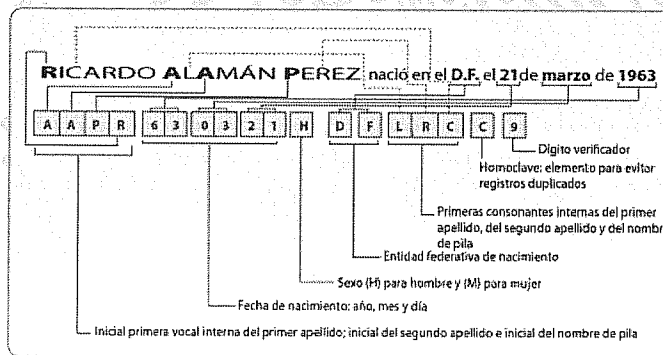 RICARDO ALAMÁN PEREZ nació en el D.F. el 21 de marzo de 1963
A A P R 6 3 0 3 2 1 H D F L R C C 9
Dígito verificador
Homoclave: elemento para evitar
registros duplicados
Primeras consonantes internas del primer
apellido, del segundo apellido y del nombre
de pila
Entidad federativa de nacimiento
Sexo (H) para hombre y (M) para mujer
Fecha de nacimiento: año, mes y día
Inicial primera vocal interna del primer apellido; inicial del segundo apellido e inicial del nombre de pila